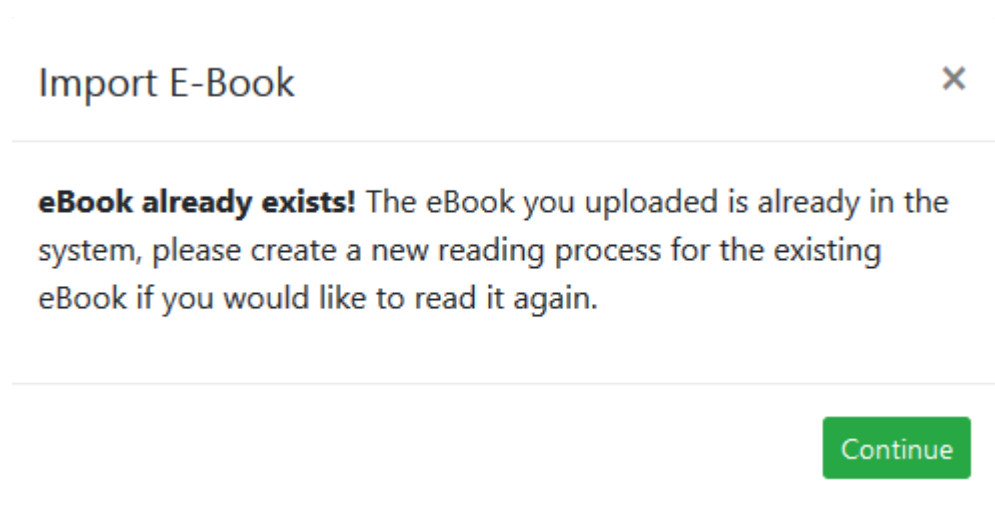 Import E-Book ×
eBook already exists! The eBook you uploaded is already in the
system, please create a new reading process for the existing
eBook if you would like to read it again.
Continue